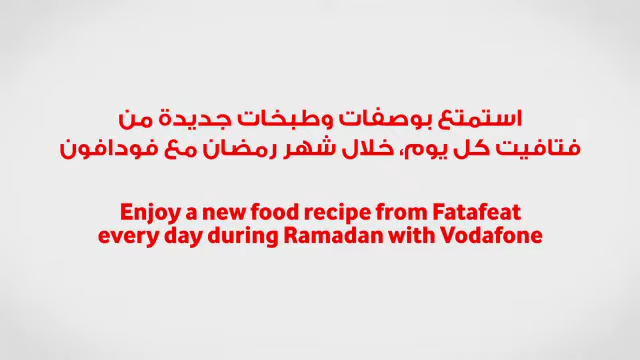 استمتع بوصفات وطبخات جديدة من
فتافيت كل يوم، خلال شهر رمضان مع فودافون
Enjoy a new food recipe from Fatafeat
every day during Ramadan with Vodafone